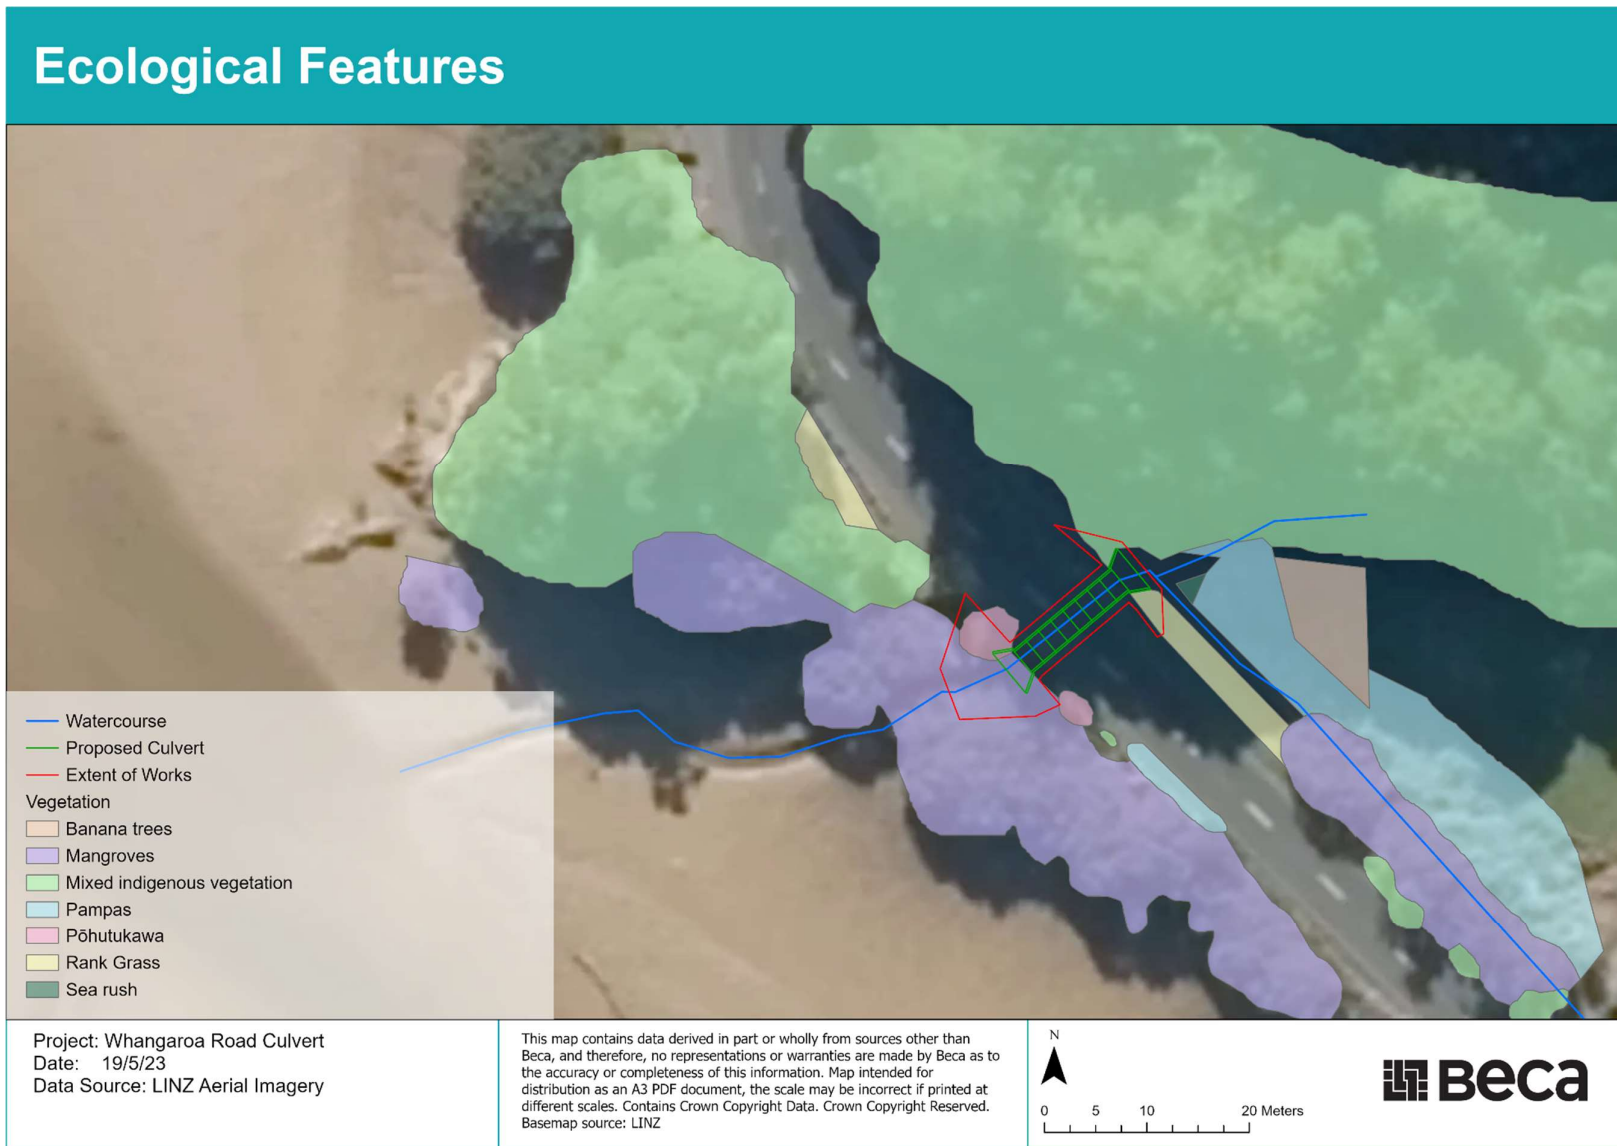 Ecological Features
Watercourse
Proposed Culvert
Extent of Works
Vegetation
Banana trees
Mangroves
Mixed indigenous vegetation
Pampas
Pōhutukawa
Rank Grass
Sea rush
Project: Whangaroa Road Culvert
Date: 19/5/23
Data Source: LINZ Aerial Imagery
This map contains data derived in part or wholly from sources other than
Beca, and therefore, no representations or warranties are made by Beca as to
the accuracy or completeness of this information. Map intended for
distribution as an A3 PDF document, the scale may be incorrect if printed at
different scales. Contains Crown Copyright Data. Crown Copyright Reserved.
Basemap source: LINZ
N
0 5 10 20 Meters
Beca